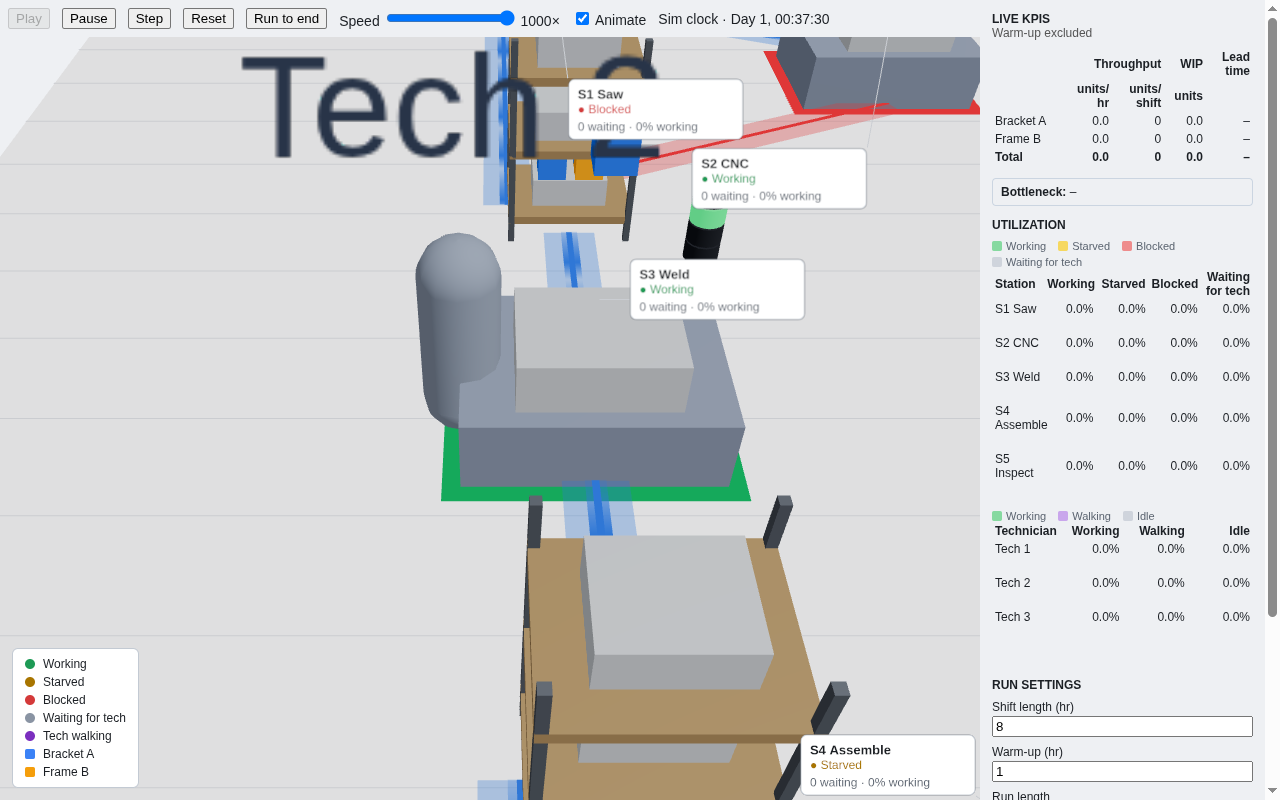 Play Pause Step Reset Run to end Speed 1000× Animate Sim clock · Day 1, 00:37:30
Tech 2
S1 Saw
● Blocked
0 waiting · 0% working
S2 CNC
● Working
0 waiting · 0% working
S3 Weld
● Working
0 waiting · 0% working
S4 Assemble
● Starved
0 waiting · 0% working
Working
Starved
Blocked
Waiting for tech
Tech walking
Bracket A
Frame B
LIVE KPIS
Warm-up excluded
Throughput WIP Lead time
units/hr units/shift units
Bracket A 0.0 0 0.0 –
Frame B 0.0 0 0.0 –
Total 0.0 0 0.0 –
Bottleneck: –
UTILIZATION
Working Starved Blocked
Waiting for tech
Station Working Starved Blocked Waiting for tech
S1 Saw 0.0% 0.0% 0.0% 0.0%
S2 CNC 0.0% 0.0% 0.0% 0.0%
S3 Weld 0.0% 0.0% 0.0% 0.0%
S4 Assemble 0.0% 0.0% 0.0% 0.0%
S5 Inspect 0.0% 0.0% 0.0% 0.0%
Working Walking Idle
Technician Working Walking Idle
Tech 1 0.0% 0.0% 0.0%
Tech 2 0.0% 0.0% 0.0%
Tech 3 0.0% 0.0% 0.0%
RUN SETTINGS
Shift length (hr)
8
Warm-up (hr)
1
Run length